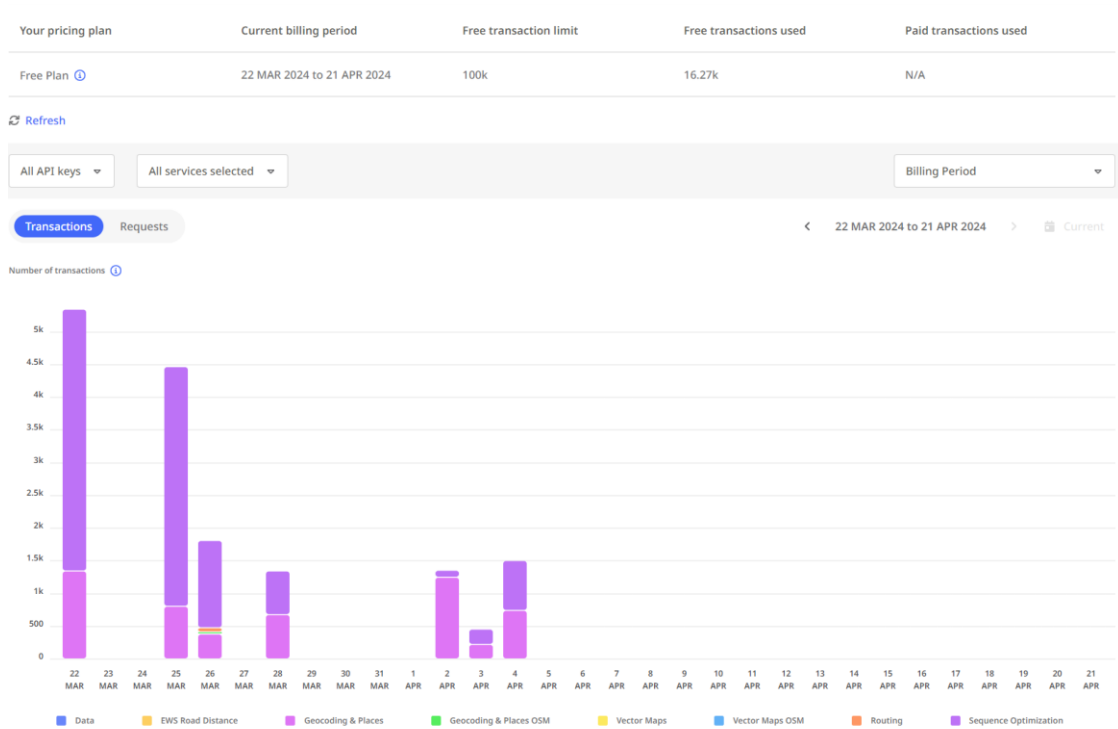 Your pricing plan Current billing period Free transaction limit Free transactions used Paid transactions used
Free Plan 22 MAR 2024 to 21 APR 2024 100k 16.27k N/A
Refresh
All API keys All services selected Billing Period
Transactions Requests 22 MAR 2024 to 21 APR 2024 Current
Number of transactions
5k
4.5k
4k
3.5k
3k
2.5k
2k
1.5k
1k
500
0
22 23 24 25 26 27 28 29 30 31 1 2 3 4 5 6 7 8 9 10 11 12 13 14 15 16 17 18 19 20 21
MAR MAR MAR MAR MAR MAR MAR MAR MAR MAR APR APR APR APR APR APR APR APR APR APR APR APR APR APR APR APR APR APR APR APR APR
Data EWS Road Distance Geocoding & Places Geocoding & Places OSM Vector Maps Vector Maps OSM Routing Sequence Optimization